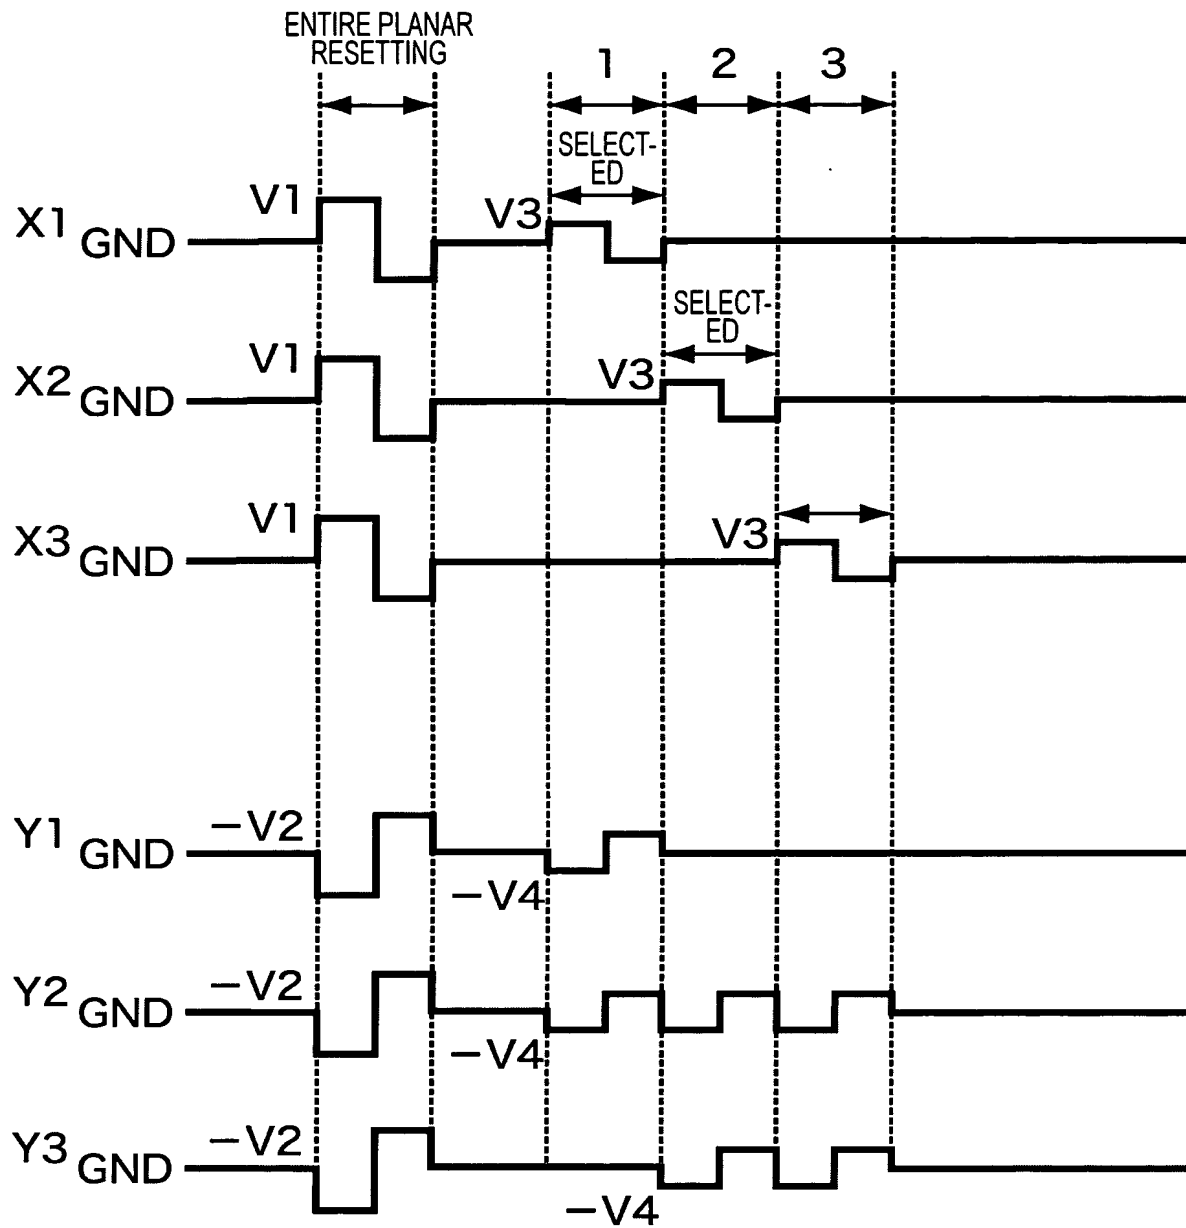 ENTIRE PLANAR
RESETTING
1 2 3
SELECT-
ED
X1 GND V1 V3
SELECT-
ED
X2 GND V1 V3
X3 GND V1 V3
Y1 GND −V2 −V4
Y2 GND −V2 −V4
Y3 GND −V2 −V4